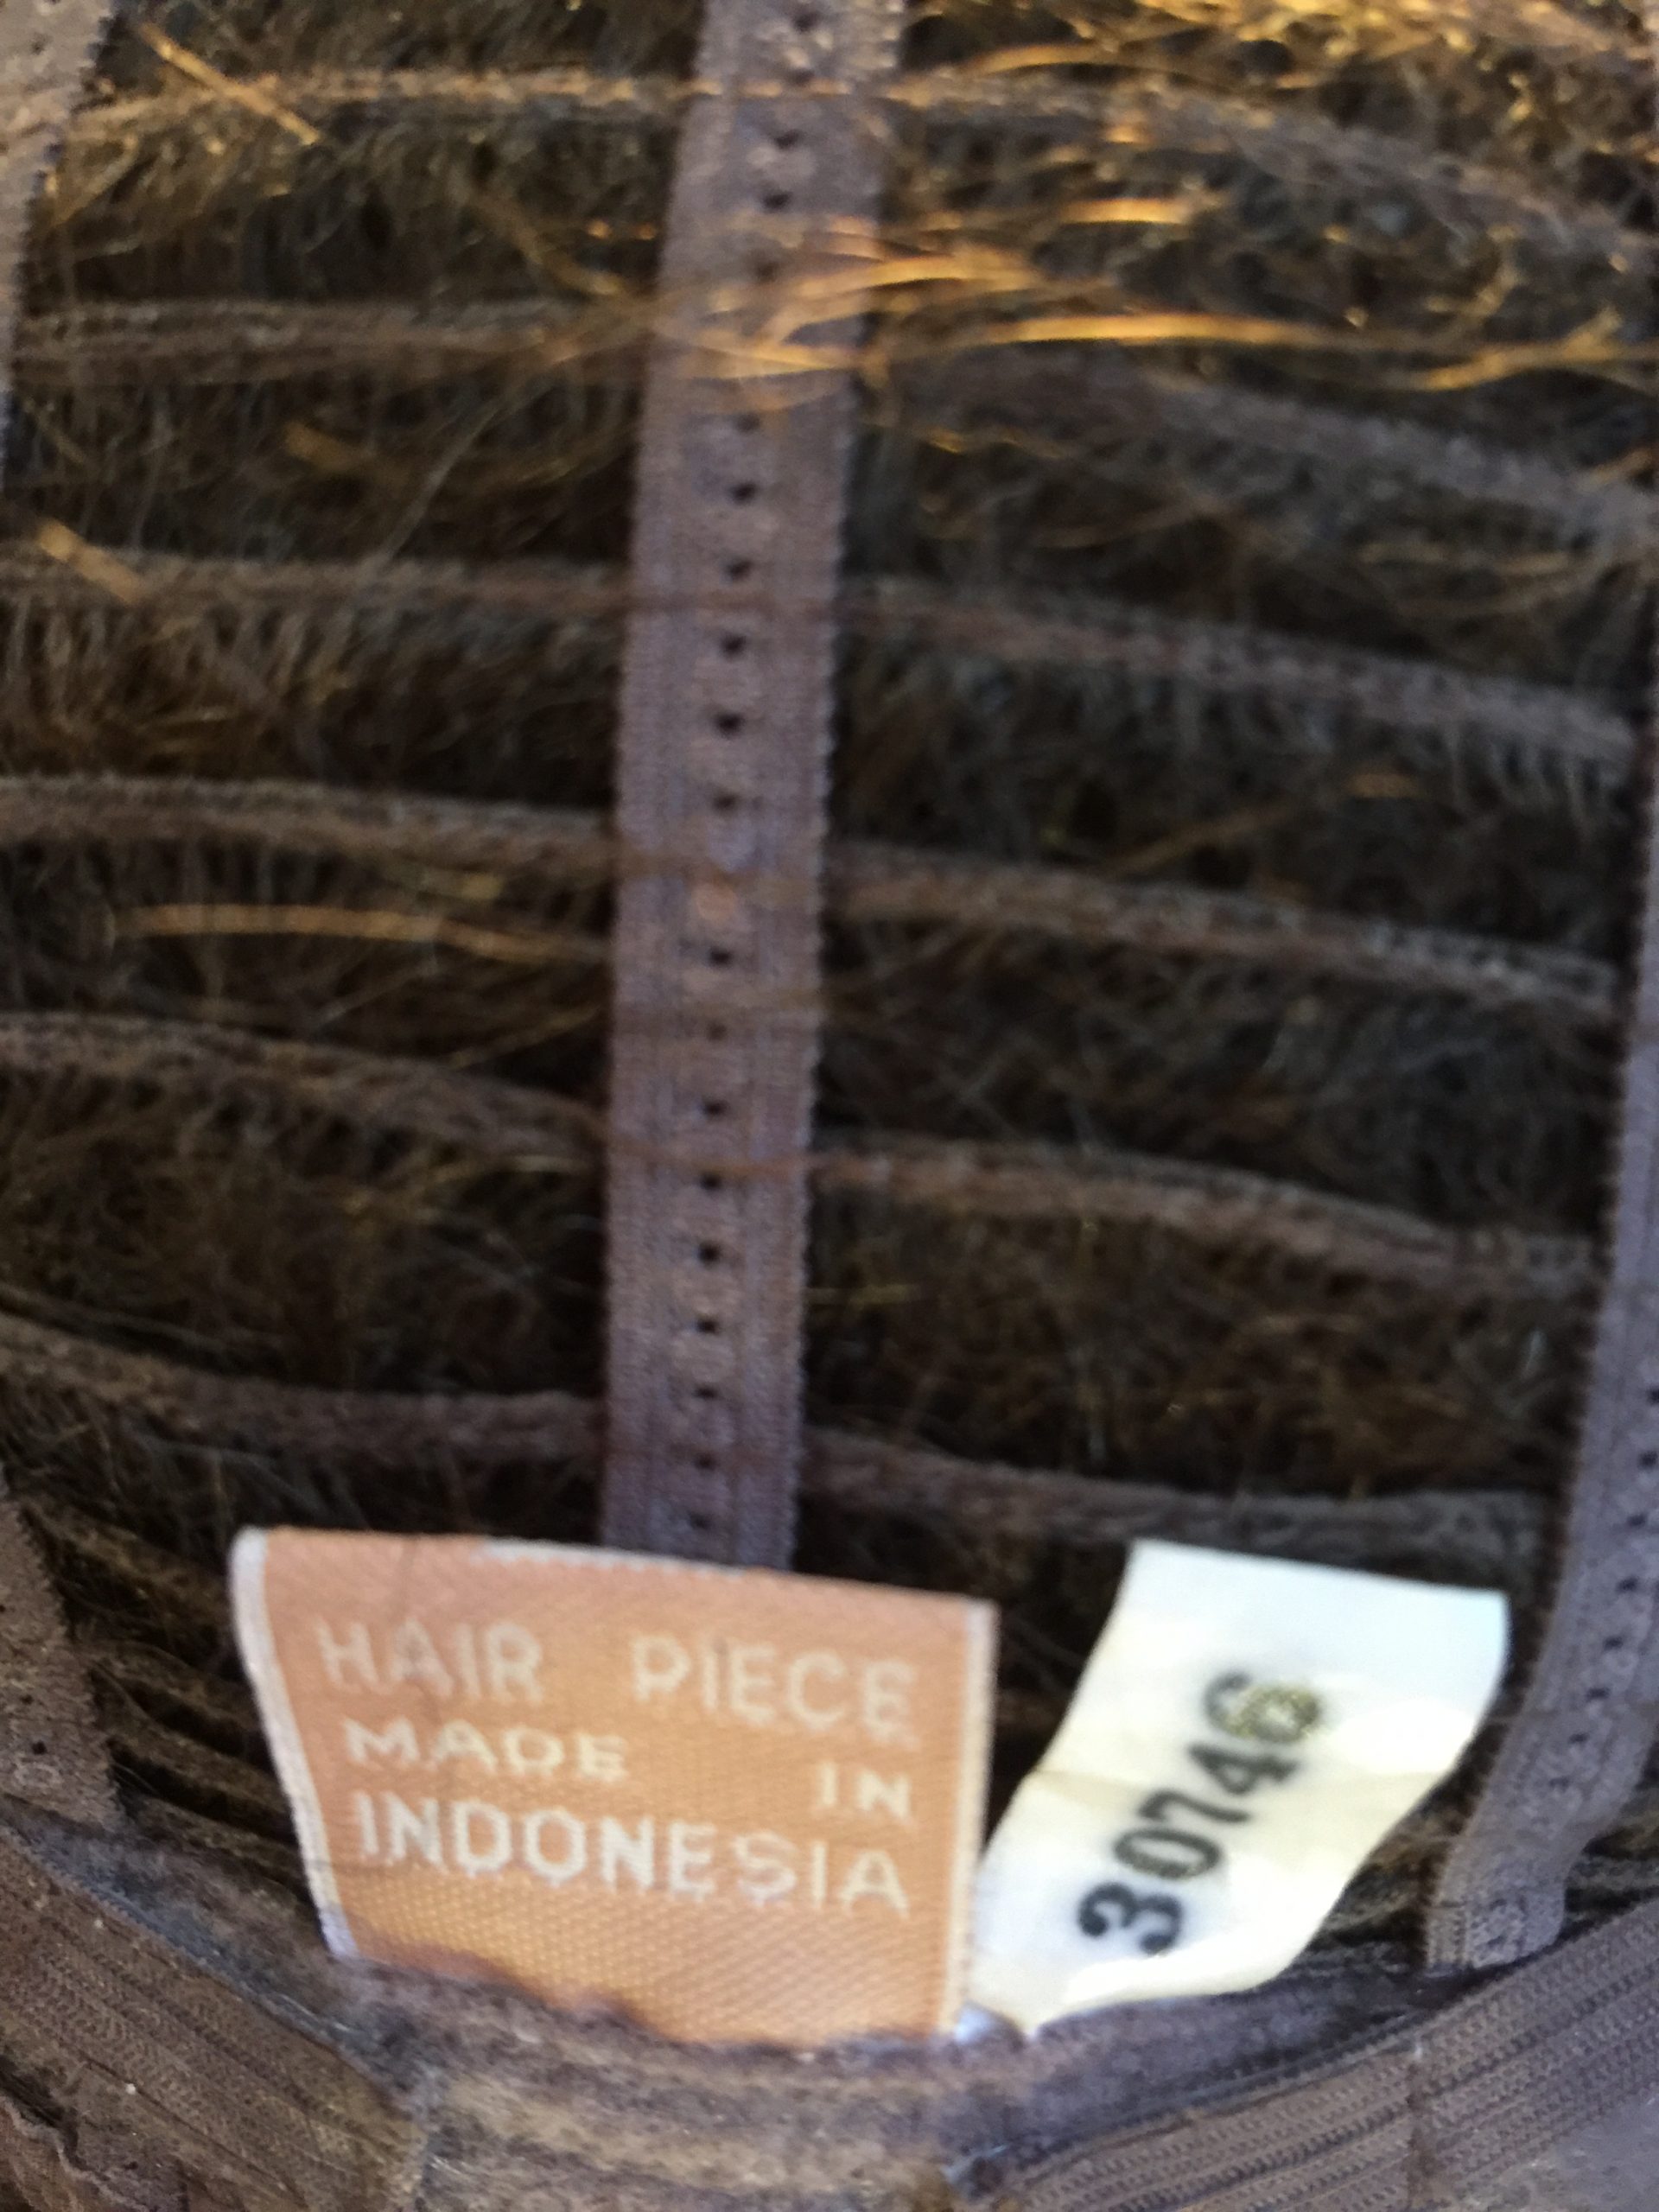 HAIR PIECE
MADE IN
INDONESIA
30746